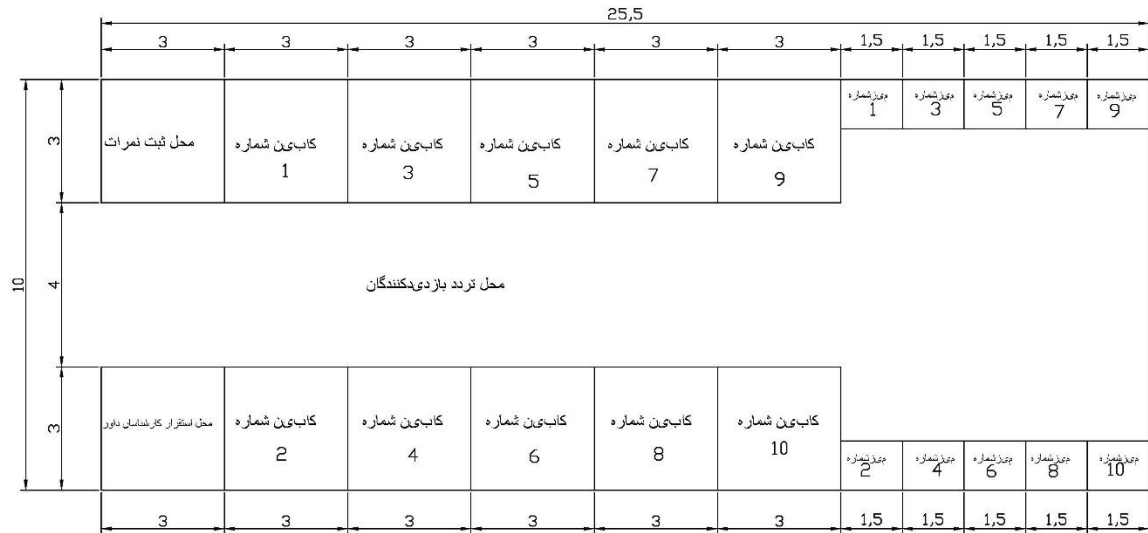 25,5
3 3 3 3 3 3 1,5 1,5 1,5 1,5 1,5
محل ثبت نمرات
کابین شماره
1
کابین شماره
3
کابین شماره
5
کابین شماره
7
کابین شماره
9
میزشماره
1
میزشماره
3
میزشماره
5
میزشماره
7
میزشماره
9
3
10
4
محل تردد بازدیدکنندگان
3
محل استقرار کارشناسان داور
کابین شماره
2
کابین شماره
4
کابین شماره
6
کابین شماره
8
کابین شماره
10
میزشماره
2
میزشماره
4
میزشماره
6
میزشماره
8
میزشماره
10
3 3 3 3 3 3 1,5 1,5 1,5 1,5 1,5